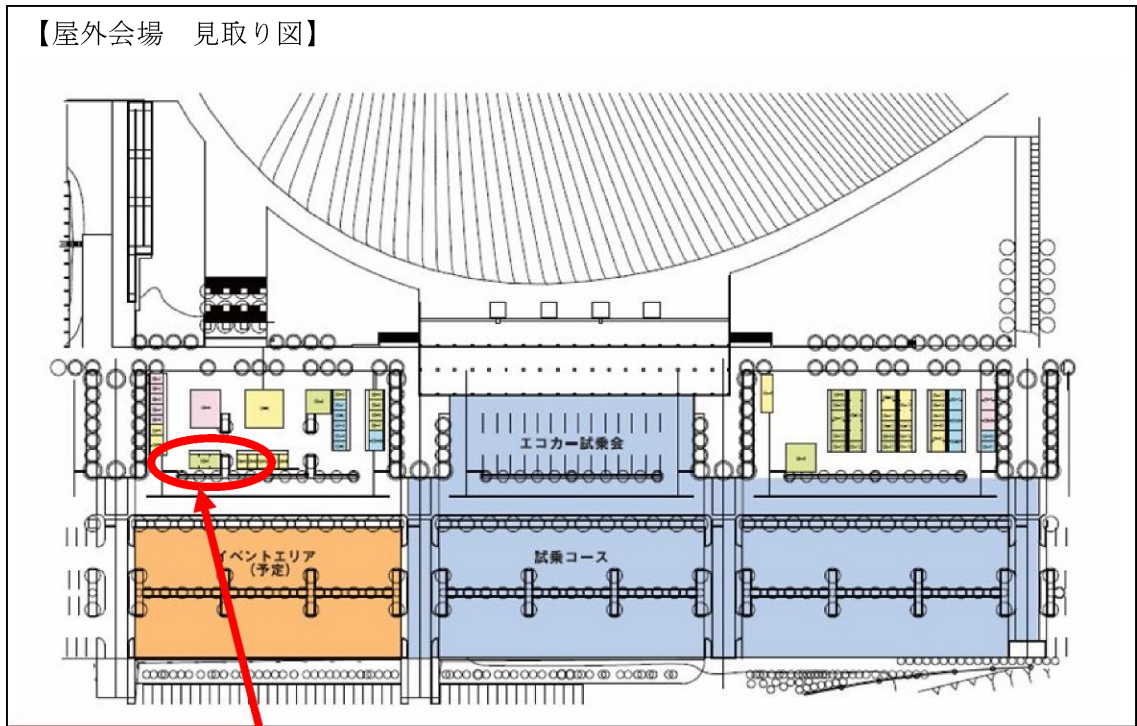 【屋外会場　見取り図】
エコカー試乗会
イベントエリア
(予定)
試乗コース